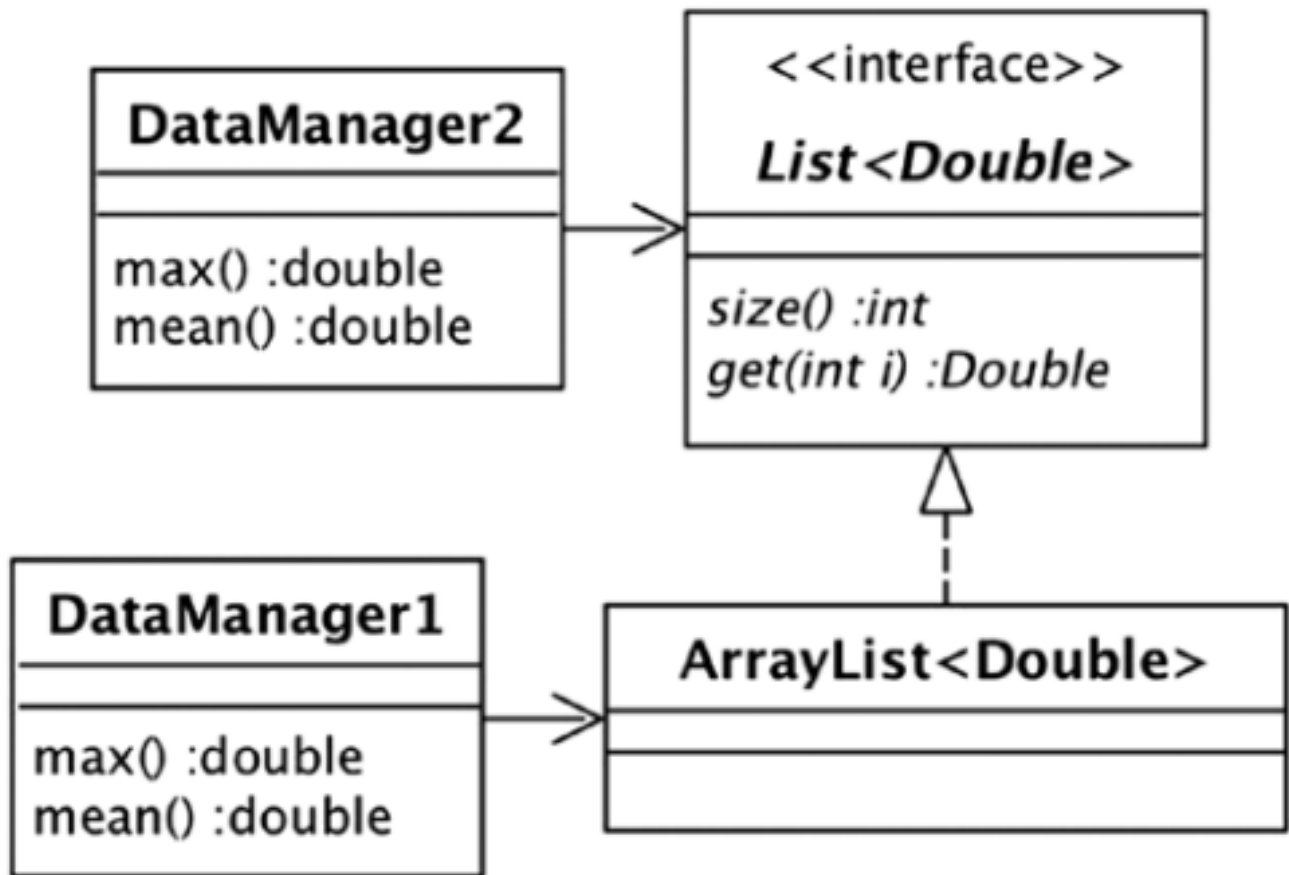 DataManager2
max() :double
mean() :double
<<interface>>
List<Double>
size() :int
get(int i) :Double
DataManager1
max() :double
mean() :double
ArrayList<Double>